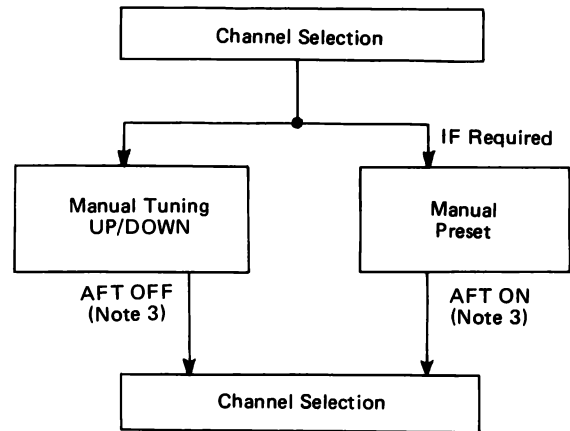 Channel Selection
IF Required
Manual Tuning
UP/DOWN
Manual
Preset
AFT OFF
(Note 3)
AFT ON
(Note 3)
Channel Selection